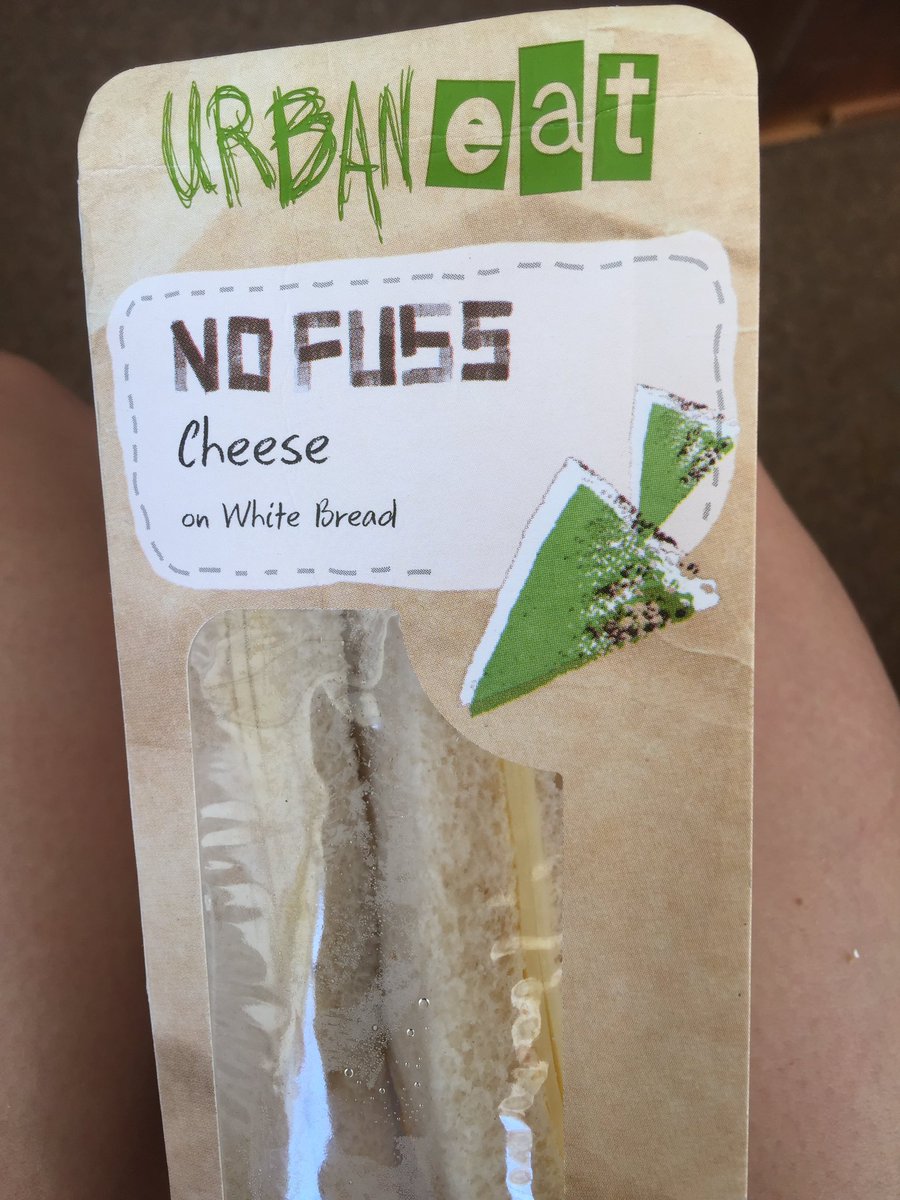 URBAN eat
NO FUSS
Cheese
on White Bread